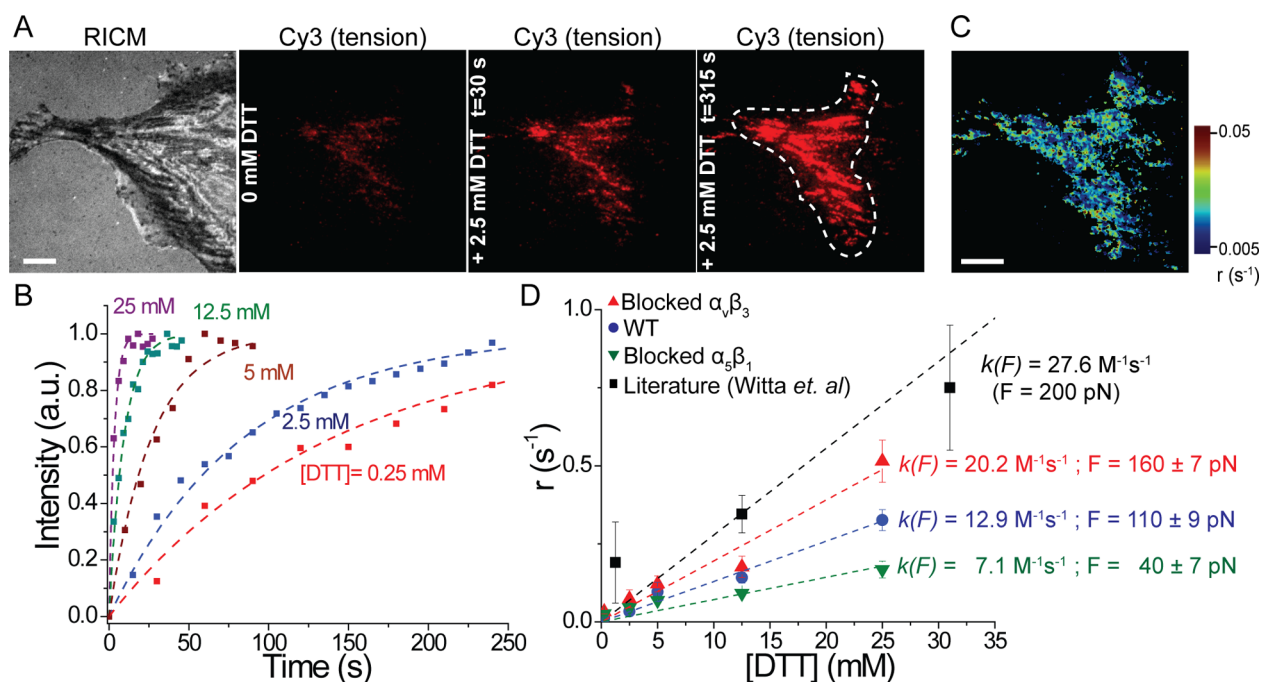 A
RICM
Cy3 (tension)
Cy3 (tension)
Cy3 (tension)
0 mM DTT
+ 2.5 mM DTT t=30 s
+ 2.5 mM DTT t=315 s
C
0.05
0.005
r (s⁻¹)
B
25 mM
12.5 mM
5 mM
2.5 mM
[DTT]= 0.25 mM
Intensity (a.u.)
1.0
0.8
0.6
0.4
0.2
0.0
0 50 100 150 200 250
Time (s)
D
Blocked αᵥβ₃
WT
Blocked α₅β₁
Literature (Witta et. al)
k(F) = 27.6 M⁻¹s⁻¹
(F = 200 pN)
k(F) = 20.2 M⁻¹s⁻¹ ; F = 160 ± 7 pN
k(F) = 12.9 M⁻¹s⁻¹ ; F = 110 ± 9 pN
k(F) = 7.1 M⁻¹s⁻¹ ; F = 40 ± 7 pN
r (s⁻¹)
1.0
0.5
0.0
0 5 10 15 20 25 30 35
[DTT] (mM)